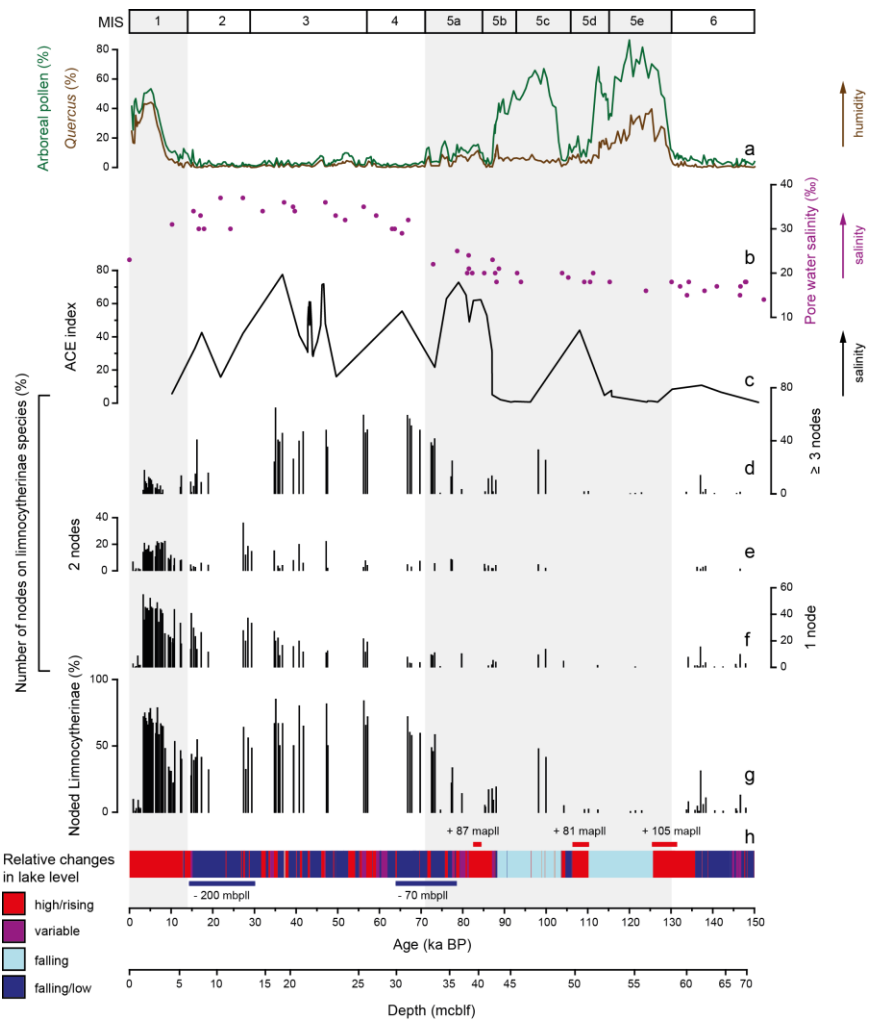 MIS 1 2 3 4 5a 5b 5c 5d 5e 6
Arboreal pollen (%)
Quercus (%)
80
60
40
20
0
a
humidity
40
30
20
10
Pore water salinity (‰)
b
salinity
80
60
40
20
0
ACE index
c
salinity
Number of nodes on limnocytherinae species (%)
80
40
0
≥ 3 nodes
d
40
20
0
2 nodes
e
60
40
20
0
1 node
f
100
50
0
Noded Limnocytherinae (%)
g
+ 87 mapll + 81 mapll + 105 mapll
h
Relative changes
in lake level
high/rising
variable
falling
falling/low
- 200 mbpll - 70 mbpll
0 10 20 30 40 50 60 70 80 90 100 110 120 130 140 150
Age (ka BP)
0 5 10 15 20 25 30 35 40 45 50 55 60 65 70
Depth (mcblf)